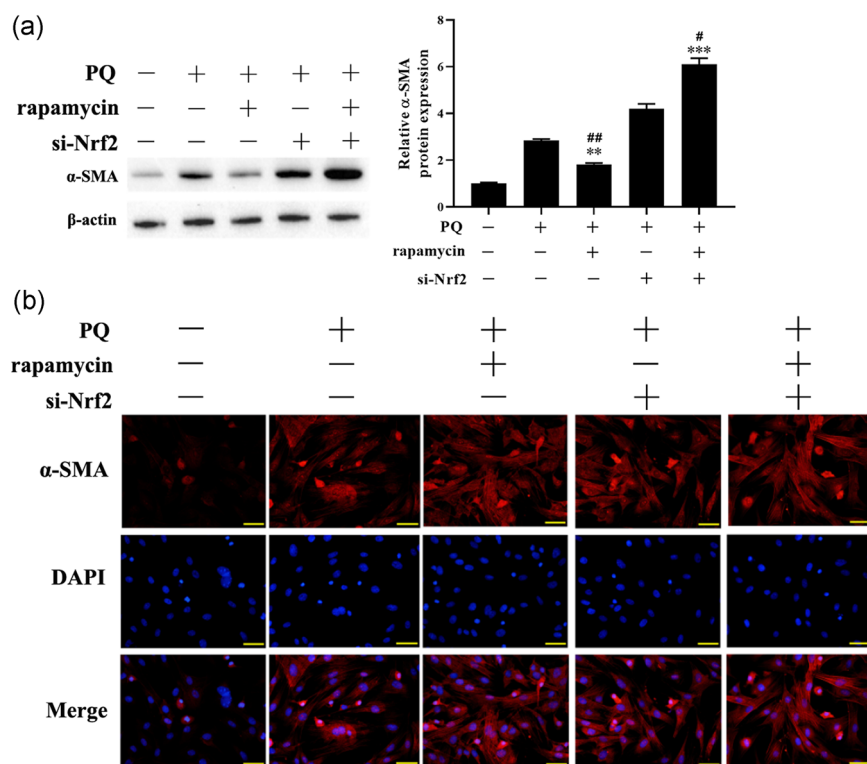 (a)
PQ − + + + +
rapamycin − − + − +
si-Nrf2 − − − + +
α-SMA
β-actin
Relative α-SMA
protein expression
8
6
4
2
0
##
**
#
***
PQ − + + + +
rapamycin − − + − +
si-Nrf2 − − − + +
(b)
PQ − + + + +
rapamycin − − + − +
si-Nrf2 − − − + +
α-SMA
DAPI
Merge